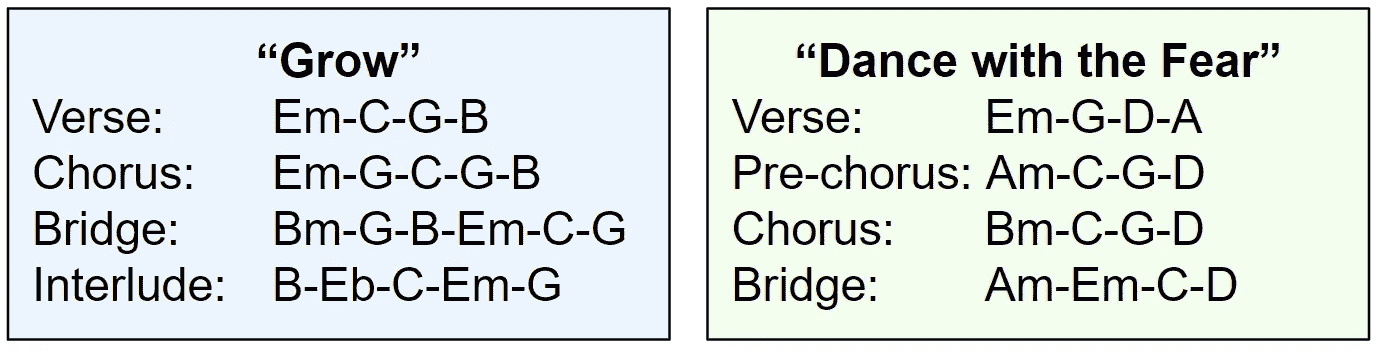 “Grow”
Verse: Em-C-G-B
Chorus: Em-G-C-G-B
Bridge: Bm-G-B-Em-C-G
Interlude: B-Eb-C-Em-G
“Dance with the Fear”
Verse: Em-G-D-A
Pre-chorus: Am-C-G-D
Chorus: Bm-C-G-D
Bridge: Am-Em-C-D